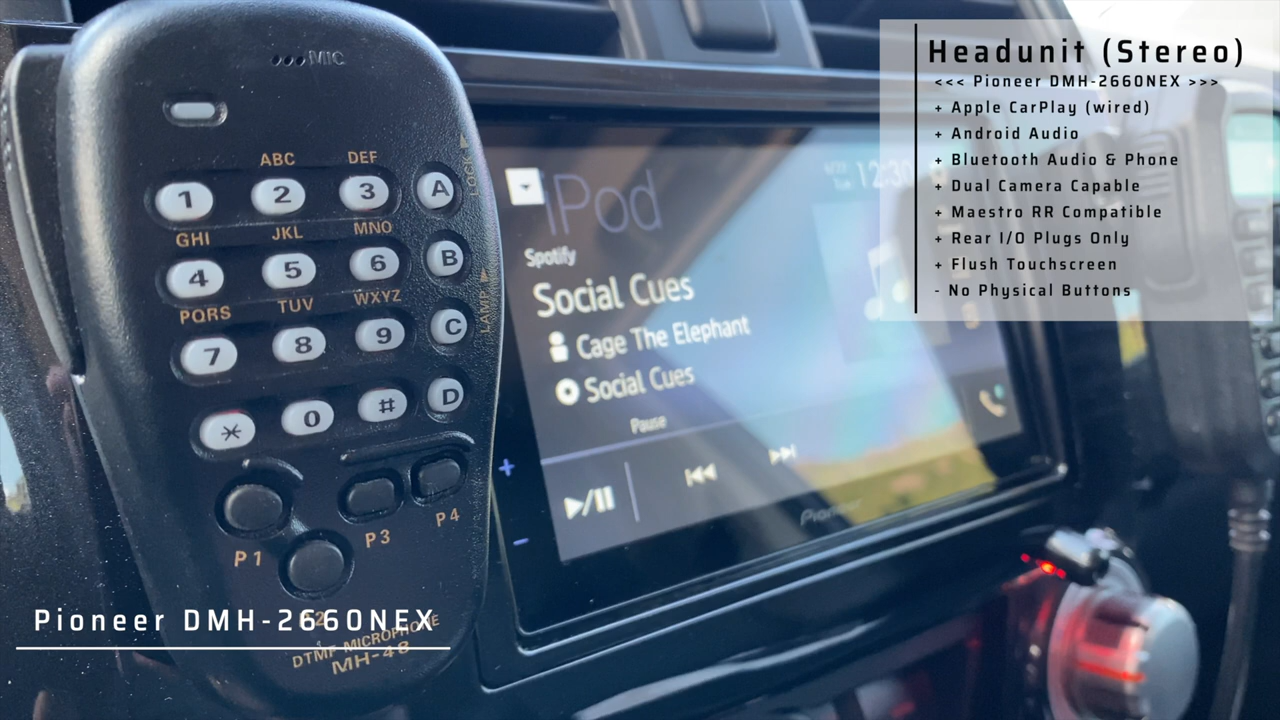 MIC
LOCK
ABC DEF
1 2 3 A
GHI JKL MNO
4 5 6 B
LAMP
PQRS TUV WXYZ
7 8 9 C
* 0 # D
P1 P3 P4
P2
DTMF MICROPHONE
MH-48
iPod
12:30
Spotify
Social Cues
Cage The Elephant
Social Cues
Pause
+
-
Pioneer
Headunit (Stereo)
<<< Pioneer DMH-2660NEX >>>
+ Apple CarPlay (wired)
+ Android Audio
+ Bluetooth Audio & Phone
+ Dual Camera Capable
+ Maestro RR Compatible
+ Rear I/O Plugs Only
+ Flush Touchscreen
- No Physical Buttons
Pioneer DMH-2660NEX